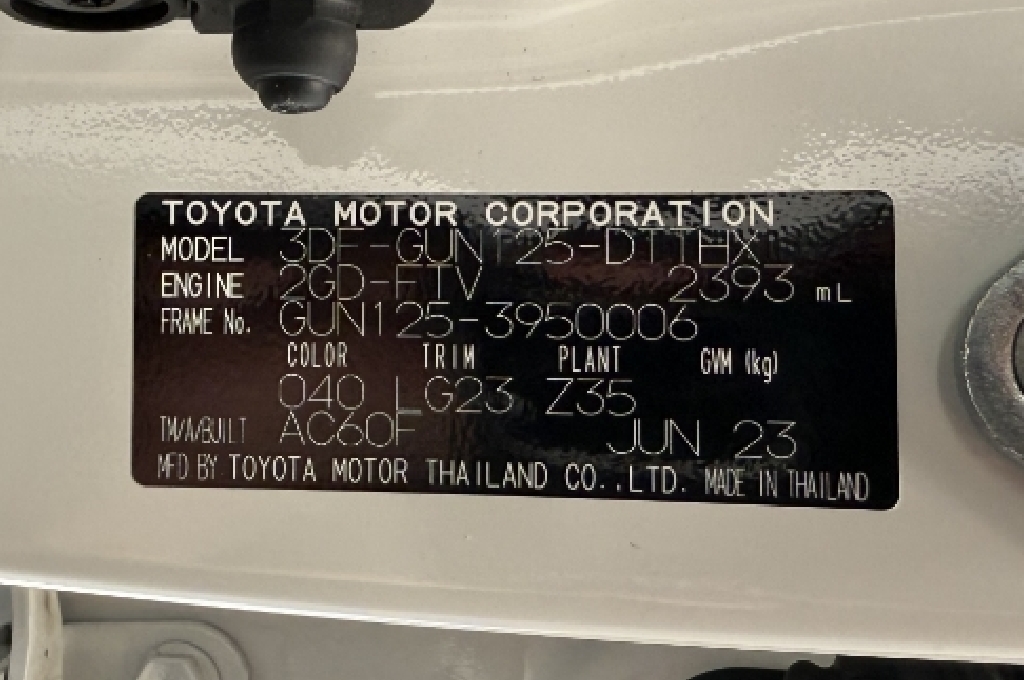 TOYOTA MOTOR CORPORATION
MODEL 3DF-GUN125-DTTHXL
ENGINE 2GD-FTV 2393 mL
FRAME No. GUN125-3950006
COLOR TRIM PLANT GVM (kg)
040 LG23 Z35
TM/A/BUILT AC60F JUN 23
MFD BY TOYOTA MOTOR THAILAND CO.,LTD. MADE IN THAILAND